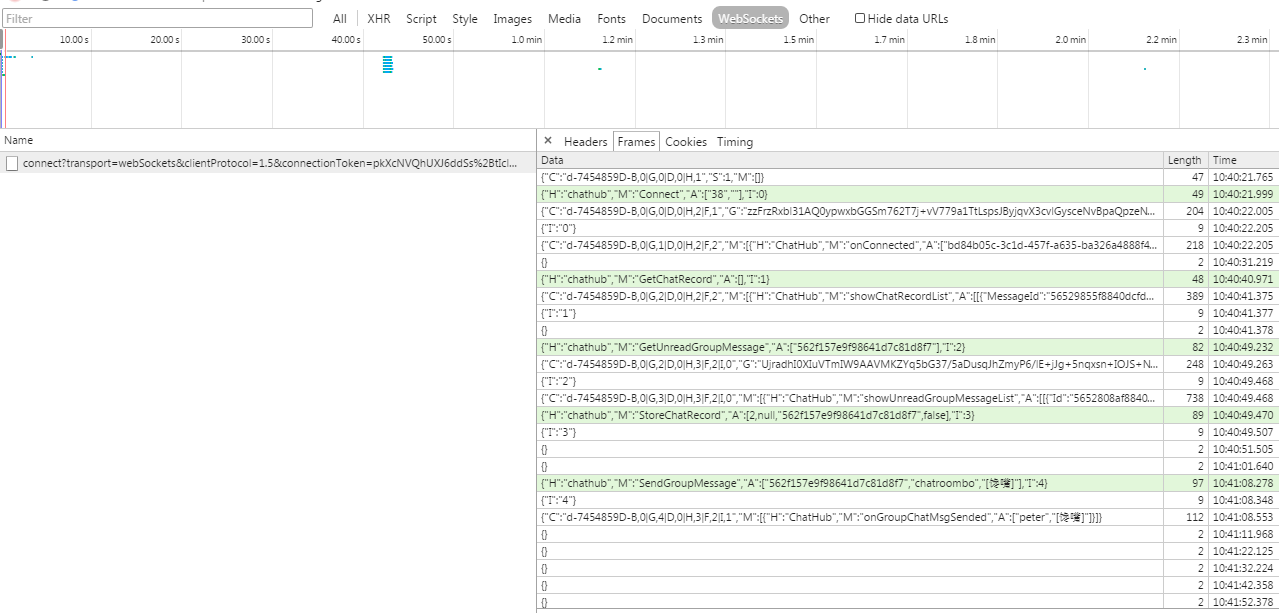 Filter All XHR Script Style Images Media Fonts Documents WebSockets Other Hide data URLs
10.00 s 20.00 s 30.00 s 40.00 s 50.00 s 1.0 min 1.2 min 1.3 min 1.5 min 1.7 min 1.8 min 2.0 min 2.2 min 2.3 min
Name
connect?transport=webSockets&clientProtocol=1.5&connectionToken=pkXcNVQhUXJ6ddSs%2BtIcl...
× Headers Frames Cookies Timing
Data Length Time
{"C":"d-7454859D-B,0|G,0|D,0|H,1","S":1,"M":[]} 47 10:40:21.765
{"H":"chathub","M":"Connect","A":["38",""],"I":0} 49 10:40:21.999
{"C":"d-7454859D-B,0|G,0|D,0|H,2|F,1","G":"zzFrzRxbI31AQ0ypwxbGGSm762T7j+vV779a1TtLspsJByjqvX3cvlGysceNvBpaQpzeN... 204 10:40:22.005
{"I":"0"} 9 10:40:22.205
{"C":"d-7454859D-B,0|G,1|D,0|H,2|F,2","M":[{"H":"ChatHub","M":"onConnected","A":["bd84b05c-3c1d-457f-a635-ba326a4888f4... 218 10:40:22.205
{} 2 10:40:31.219
{"H":"chathub","M":"GetChatRecord","A":[],"I":1} 48 10:40:40.971
{"C":"d-7454859D-B,0|G,2|D,0|H,2|F,2","M":[{"H":"ChatHub","M":"showChatRecordList","A":[[{"MessageId":"56529855f8840dcfd... 389 10:40:41.375
{"I":"1"} 9 10:40:41.377
{} 2 10:40:41.378
{"H":"chathub","M":"GetUnreadGroupMessage","A":["562f157e9f98641d7c81d8f7"],"I":2} 82 10:40:49.232
{"C":"d-7454859D-B,0|G,2|D,0|H,3|F,2|I,0","G":"UjradhI0XIuVTmIW9AAVMKZYq5bG37/5aDusqJhZmyP6/lE+jJg+5nqxsn+IOJS+N... 248 10:40:49.263
{"I":"2"} 9 10:40:49.468
{"C":"d-7454859D-B,0|G,3|D,0|H,3|F,2|I,0","M":[{"H":"ChatHub","M":"showUnreadGroupMessageList","A":[[{"Id":"5652808af8840... 738 10:40:49.468
{"H":"chathub","M":"StoreChatRecord","A":[2,null,"562f157e9f98641d7c81d8f7",false],"I":3} 89 10:40:49.470
{"I":"3"} 9 10:40:49.507
{} 2 10:40:51.505
{} 2 10:41:01.640
{"H":"chathub","M":"SendGroupMessage","A":["562f157e9f98641d7c81d8f7","chatroombo","[馋嘴]"],"I":4} 97 10:41:08.278
{"I":"4"} 9 10:41:08.348
{"C":"d-7454859D-B,0|G,4|D,0|H,3|F,2|I,1","M":[{"H":"ChatHub","M":"onGroupChatMsgSended","A":["peter","[馋嘴]"]}]} 112 10:41:08.553
{} 2 10:41:11.968
{} 2 10:41:22.125
{} 2 10:41:32.224
{} 2 10:41:42.358
{} 2 10:41:52.378